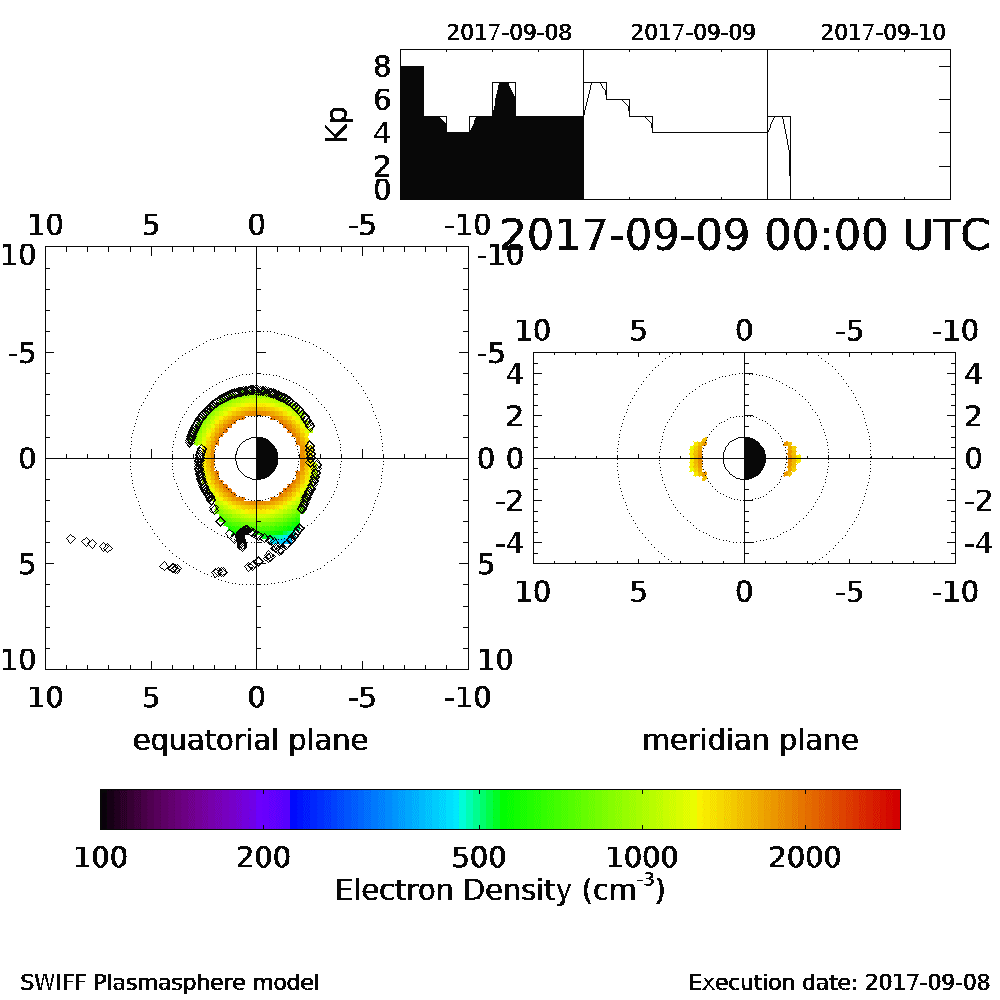 2017-09-08 2017-09-09 2017-09-10
8
6
4
2
0
Kp
2017-09-09 00:00 UTC
10 5 0 -5 -10
10 -10
-5 -5
0 0
5 5
10 10
10 5 0 -5 -10
equatorial plane
10 5 0 -5 -10
4 4
2 2
0 0
-2 -2
-4 -4
10 5 0 -5 -10
meridian plane
100 200 500 1000 2000
Electron Density (cm-3)
SWIFF Plasmasphere model
Execution date: 2017-09-08